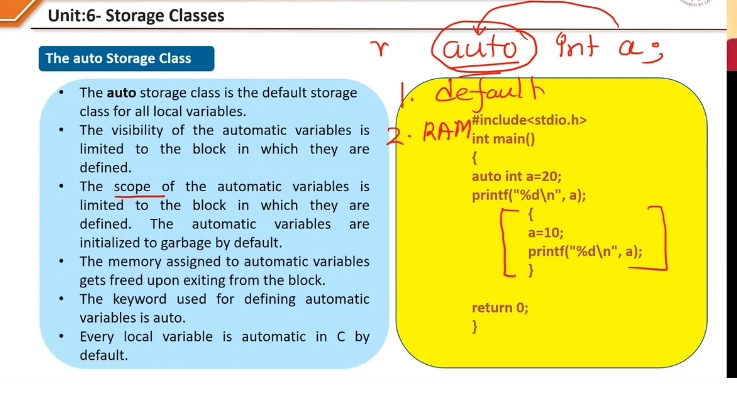 Unit:6- Storage Classes
r auto int a;
The auto Storage Class
1. default
2. RAM
• The auto storage class is the default storage
class for all local variables.
• The visibility of the automatic variables is
limited to the block in which they are
defined.
• The scope of the automatic variables is
limited to the block in which they are
defined. The automatic variables are
initialized to garbage by default.
• The memory assigned to automatic variables
gets freed upon exiting from the block.
• The keyword used for defining automatic
variables is auto.
• Every local variable is automatic in C by
default.
#include<stdio.h>
int main()
{
auto int a=20;
printf("%d\n", a);
{
a=10;
printf("%d\n", a);
}
return 0;
}